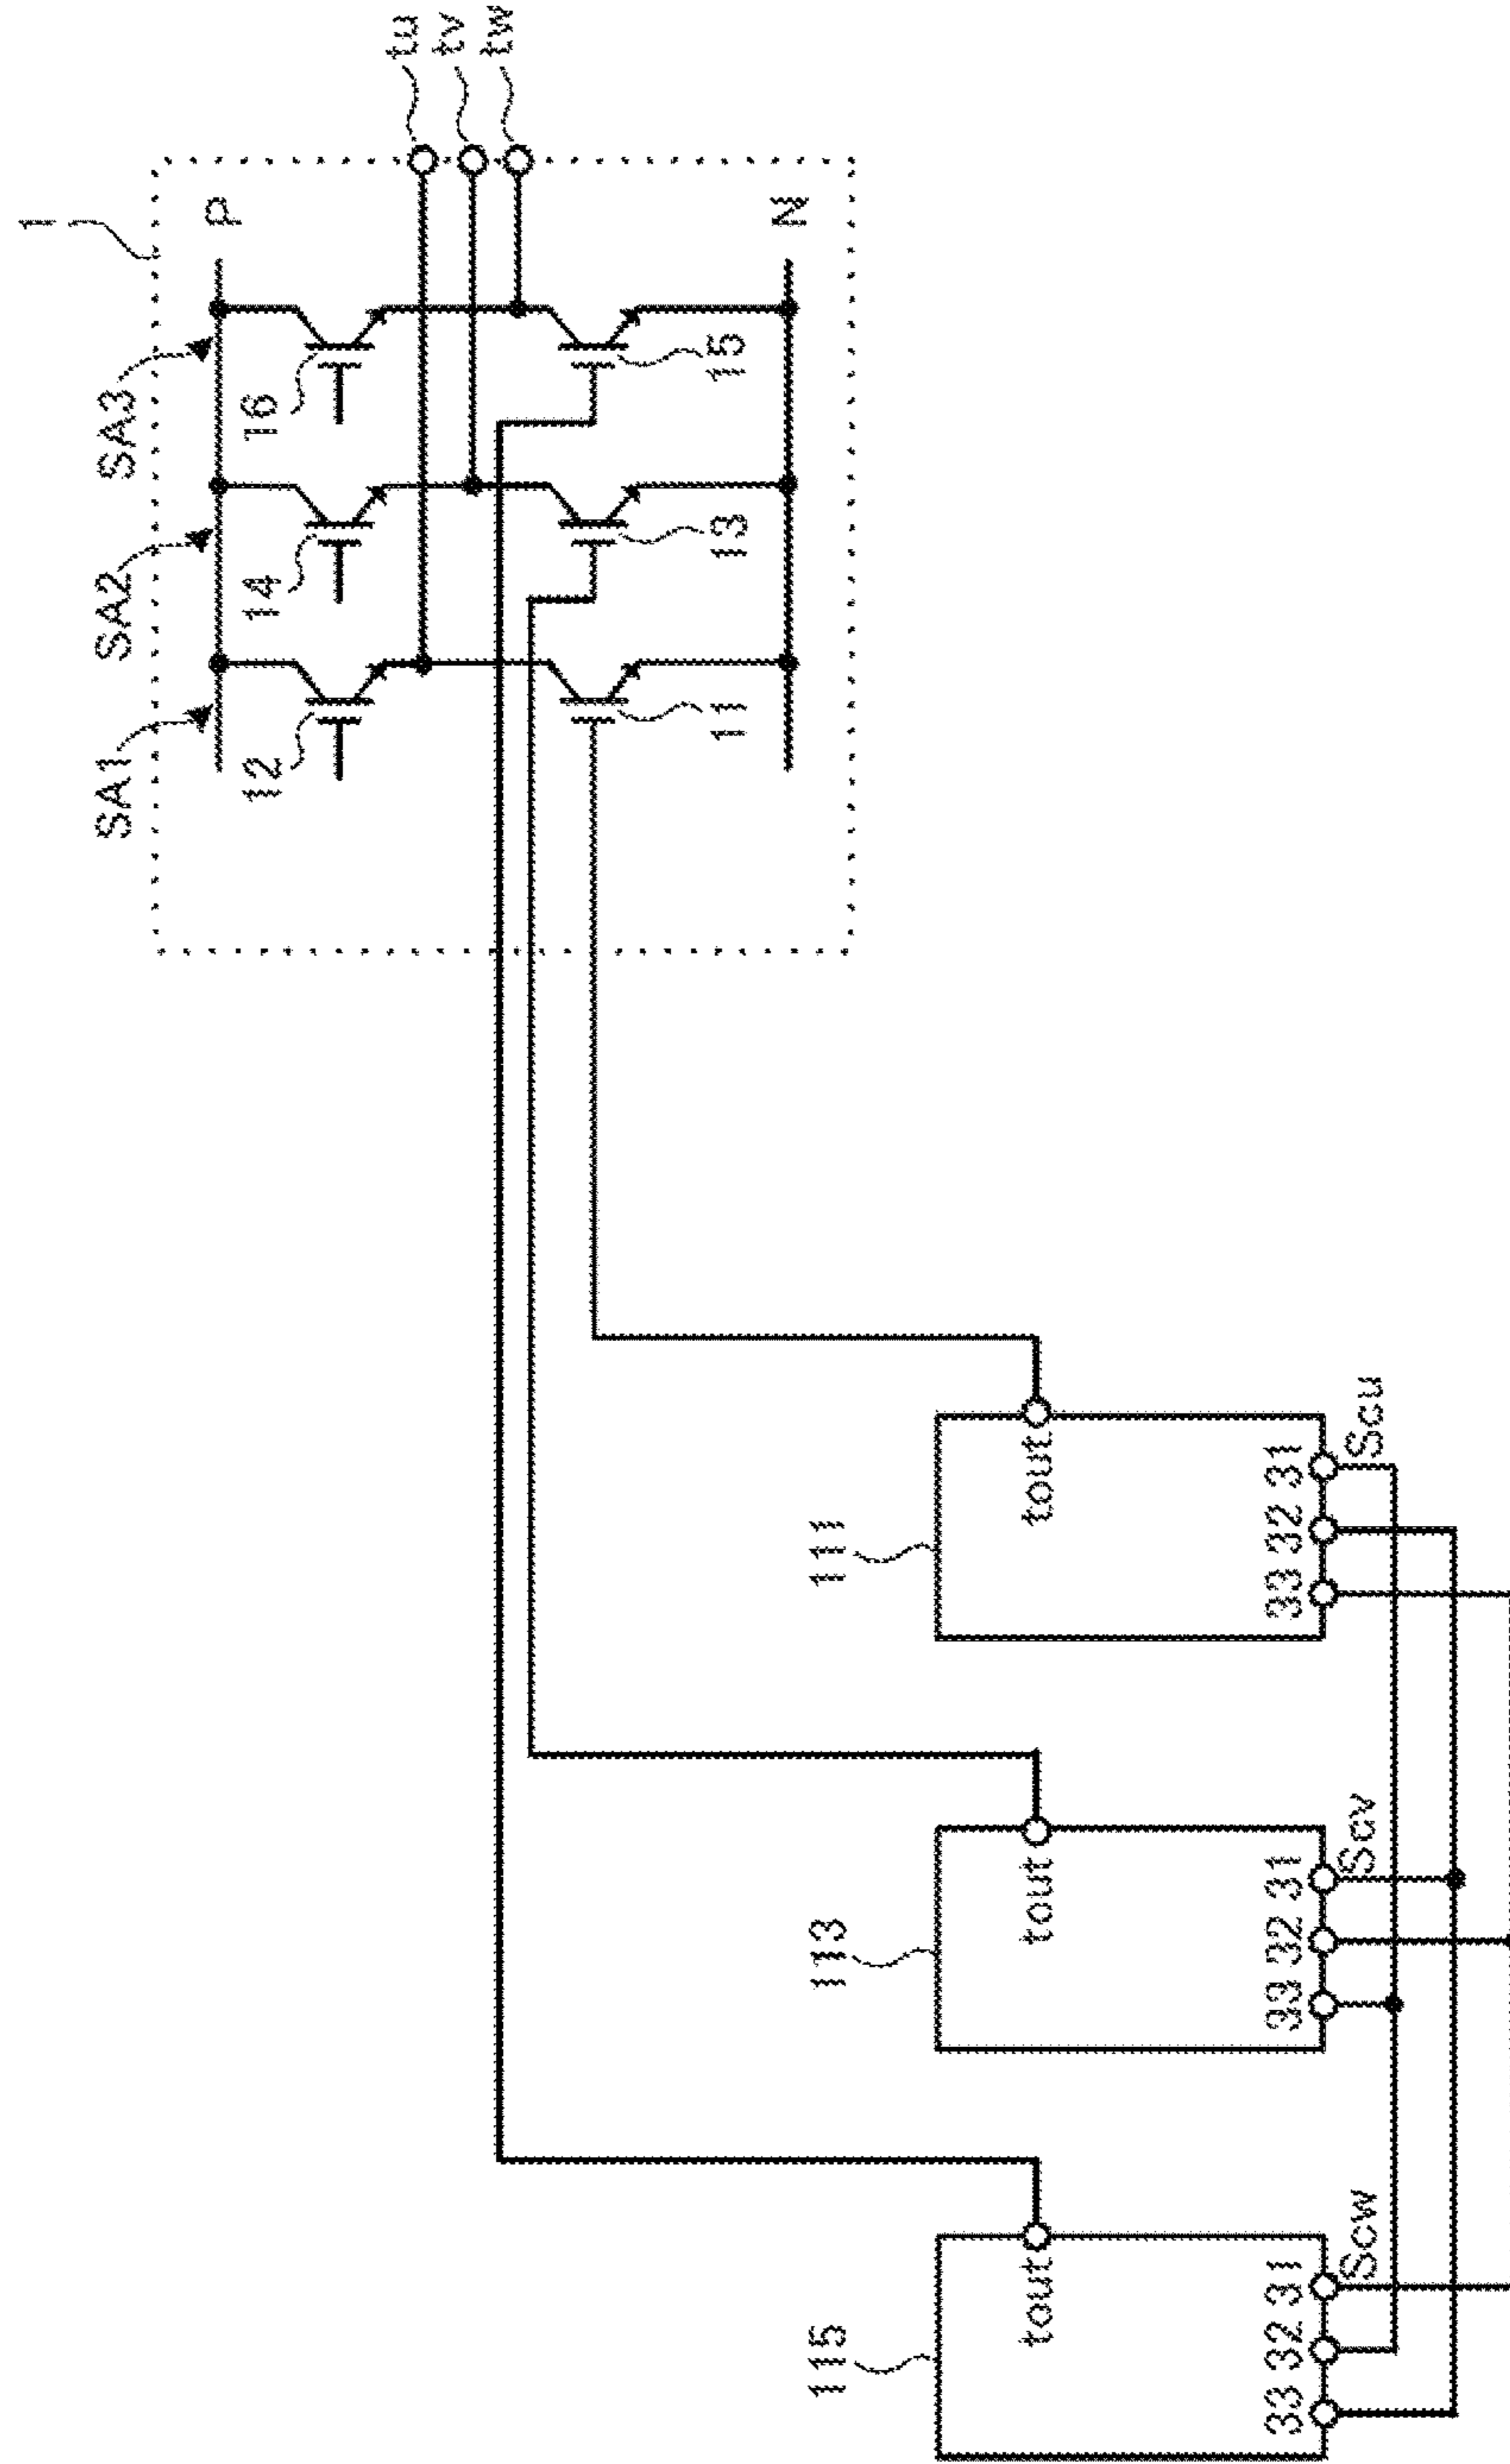 1
P
SA1
SA2
SA3
12
14
16
tu
tv
tw
11
13
15
N
115
tout
33 32 31
Scw
113
tout
33 32 31
Scv
111
tout
33 32 31
Scu